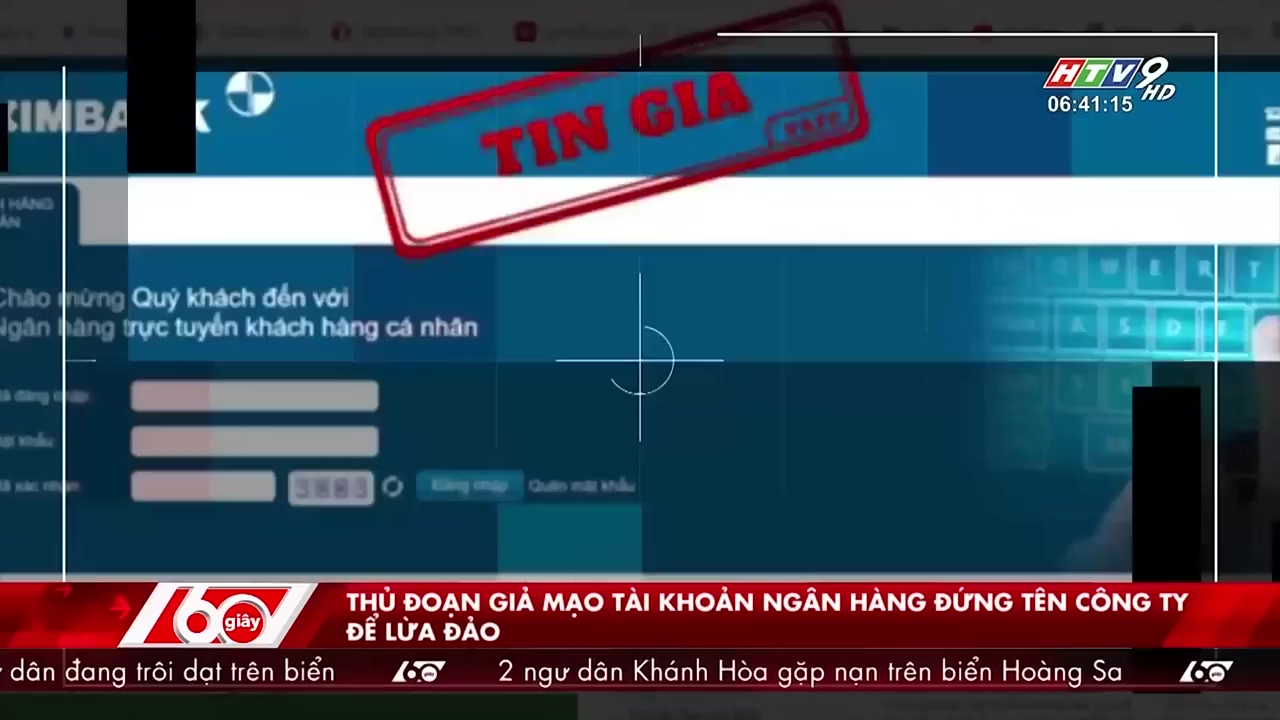 HTV9 HD
06:41:15
TIN GIA
Chào mừng Quý khách đến với
Ngân hàng trực tuyến khách hàng cá nhân
Đăng nhập
Quên mật khẩu
Q W E R T
A S D F
60 giây
THỦ ĐOẠN GIẢ MẠO TÀI KHOẢN NGÂN HÀNG ĐỨNG TÊN CÔNG TY
ĐỂ LỪA ĐẢO
dân đang trôi dạt trên biển
2 ngư dân Khánh Hòa gặp nạn trên biển Hoàng Sa